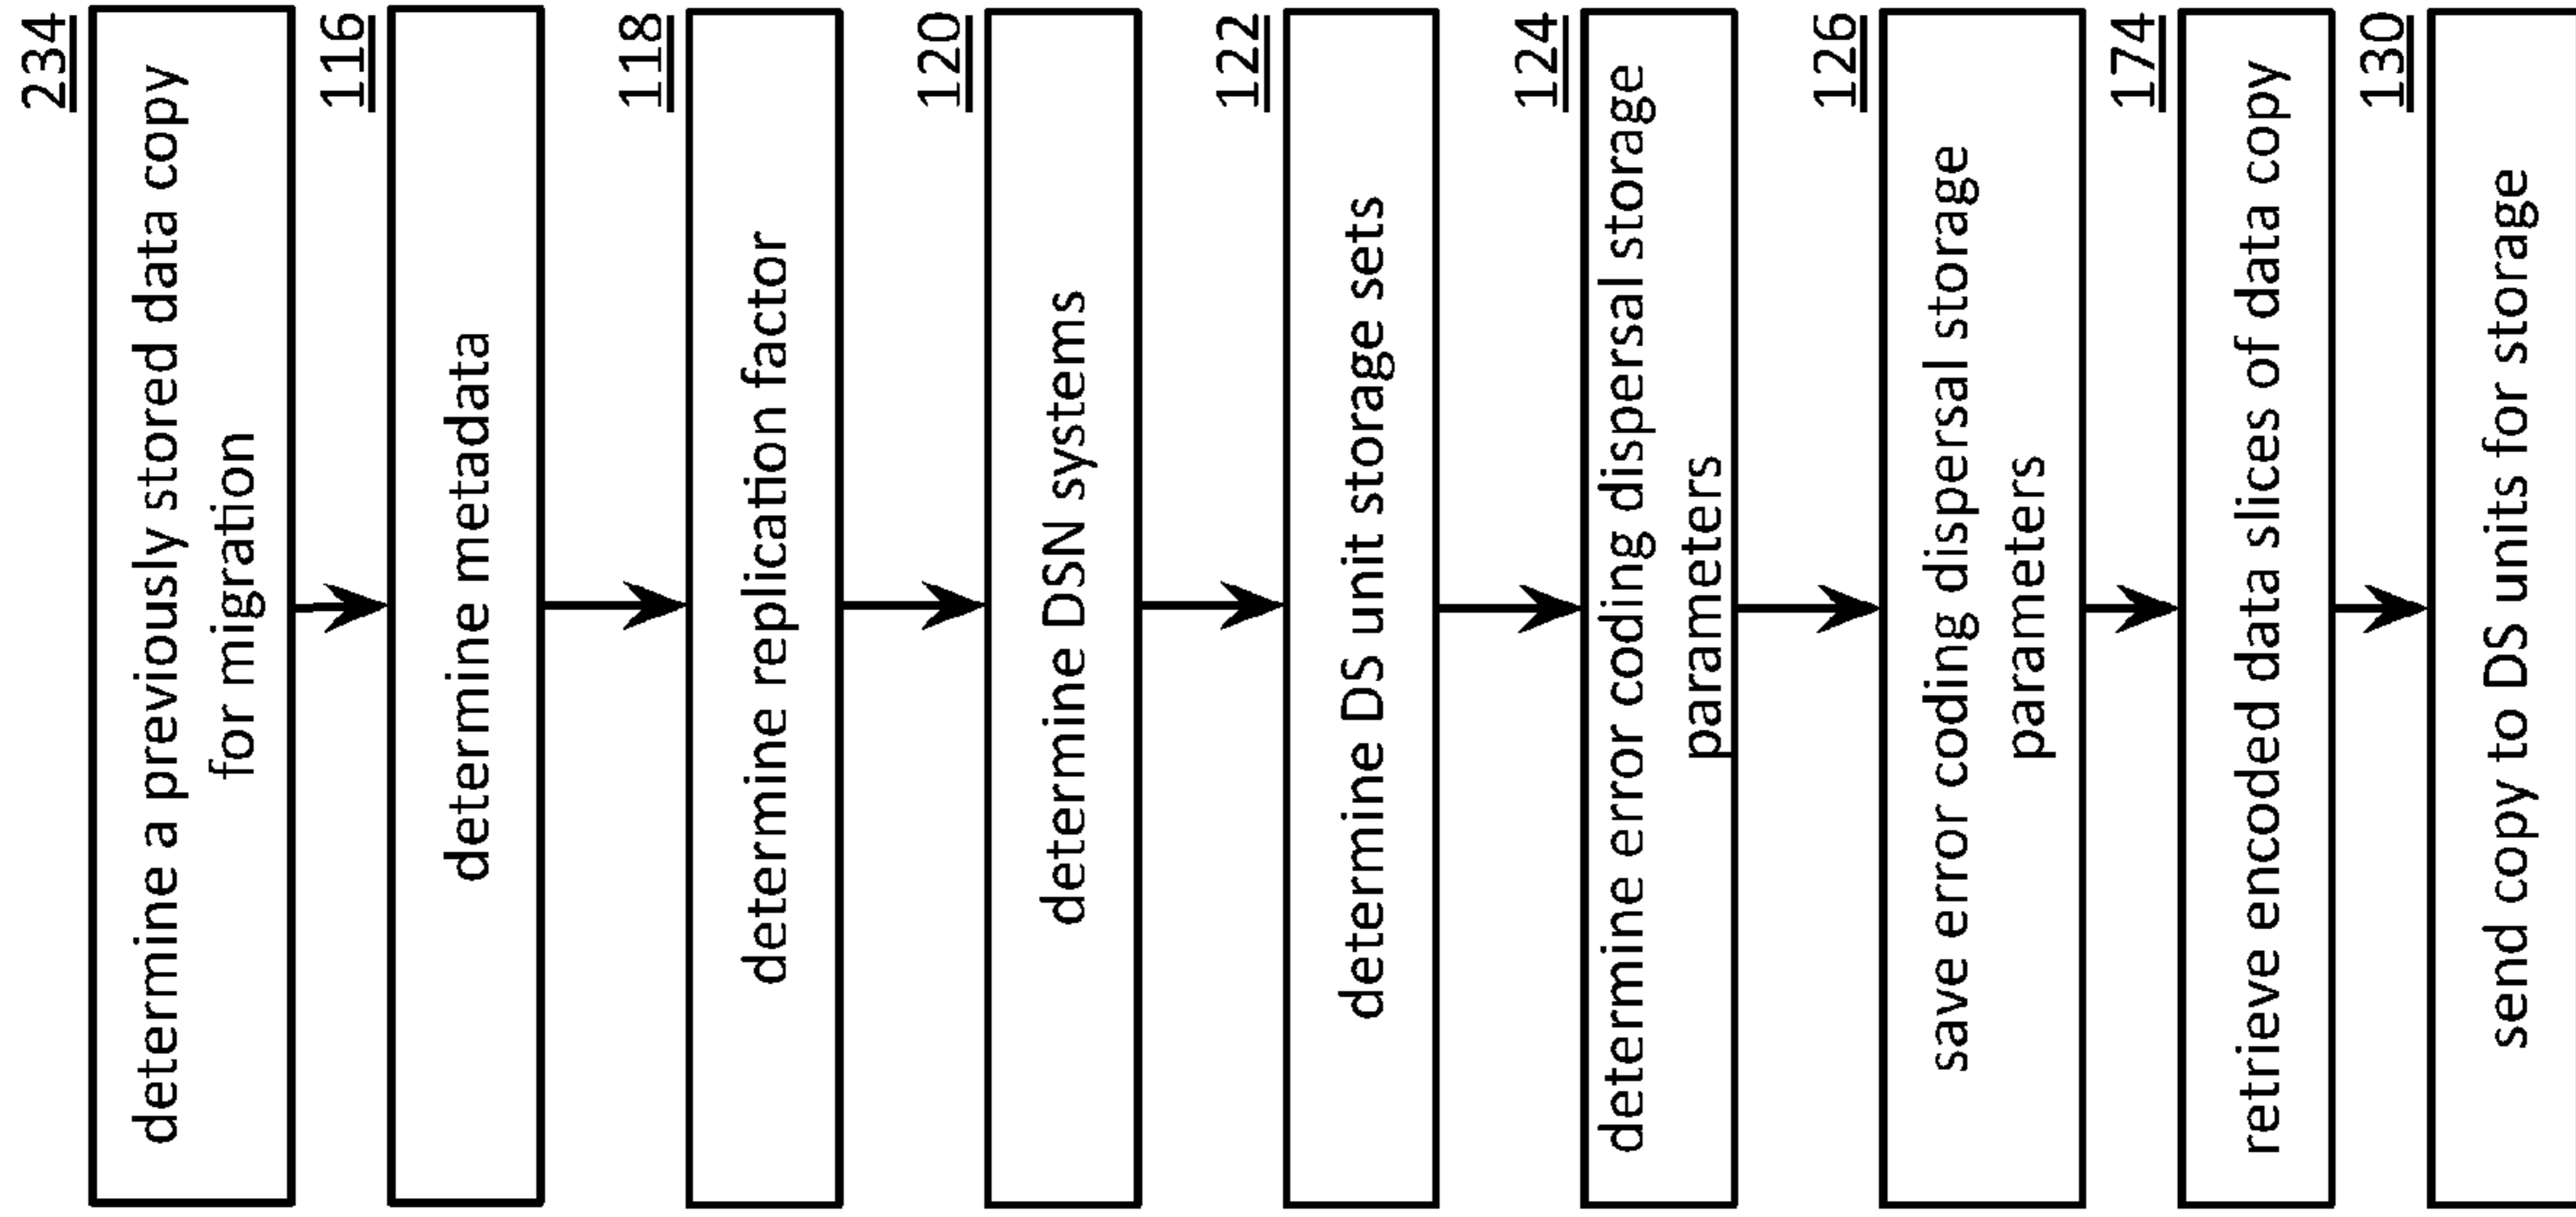 234
determine a previously stored data copy
for migration
116
determine metadata
118
determine replication factor
120
determine DSN systems
122
determine DS unit storage sets
124
determine error coding dispersal storage
parameters
126
save error coding dispersal storage
parameters
174
retrieve encoded data slices of data copy
130
send copy to DS units for storage